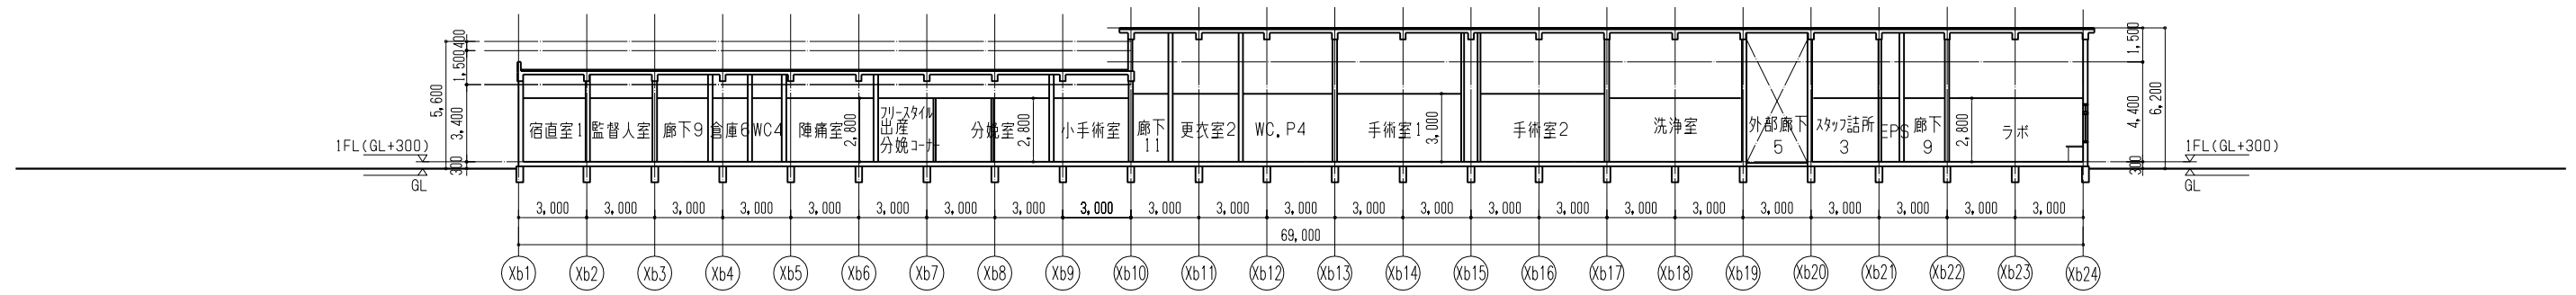 400
1,500
5,600
3,400
300
1FL(GL+300)
GL
宿直室1
監督人室
廊下9
倉庫6
WC4
陣痛室
2,800
フリースタイル
出産
分娩コーナー
分娩室
2,800
小手術室
廊下
11
更衣室2
WC.P4
手術室1
3,000
手術室2
洗浄室
外部廊下
5
スタッフ詰所
3
EPS
廊下
9
2,800
ラボ
1,500
4,400
6,200
300
1FL(GL+300)
GL
3,000 3,000 3,000 3,000 3,000 3,000 3,000 3,000 3,000 3,000 3,000 3,000 3,000 3,000 3,000 3,000 3,000 3,000 3,000 3,000 3,000 3,000 3,000
69,000
Xb1 Xb2 Xb3 Xb4 Xb5 Xb6 Xb7 Xb8 Xb9 Xb10 Xb11 Xb12 Xb13 Xb14 Xb15 Xb16 Xb17 Xb18 Xb19 Xb20 Xb21 Xb22 Xb23 Xb24